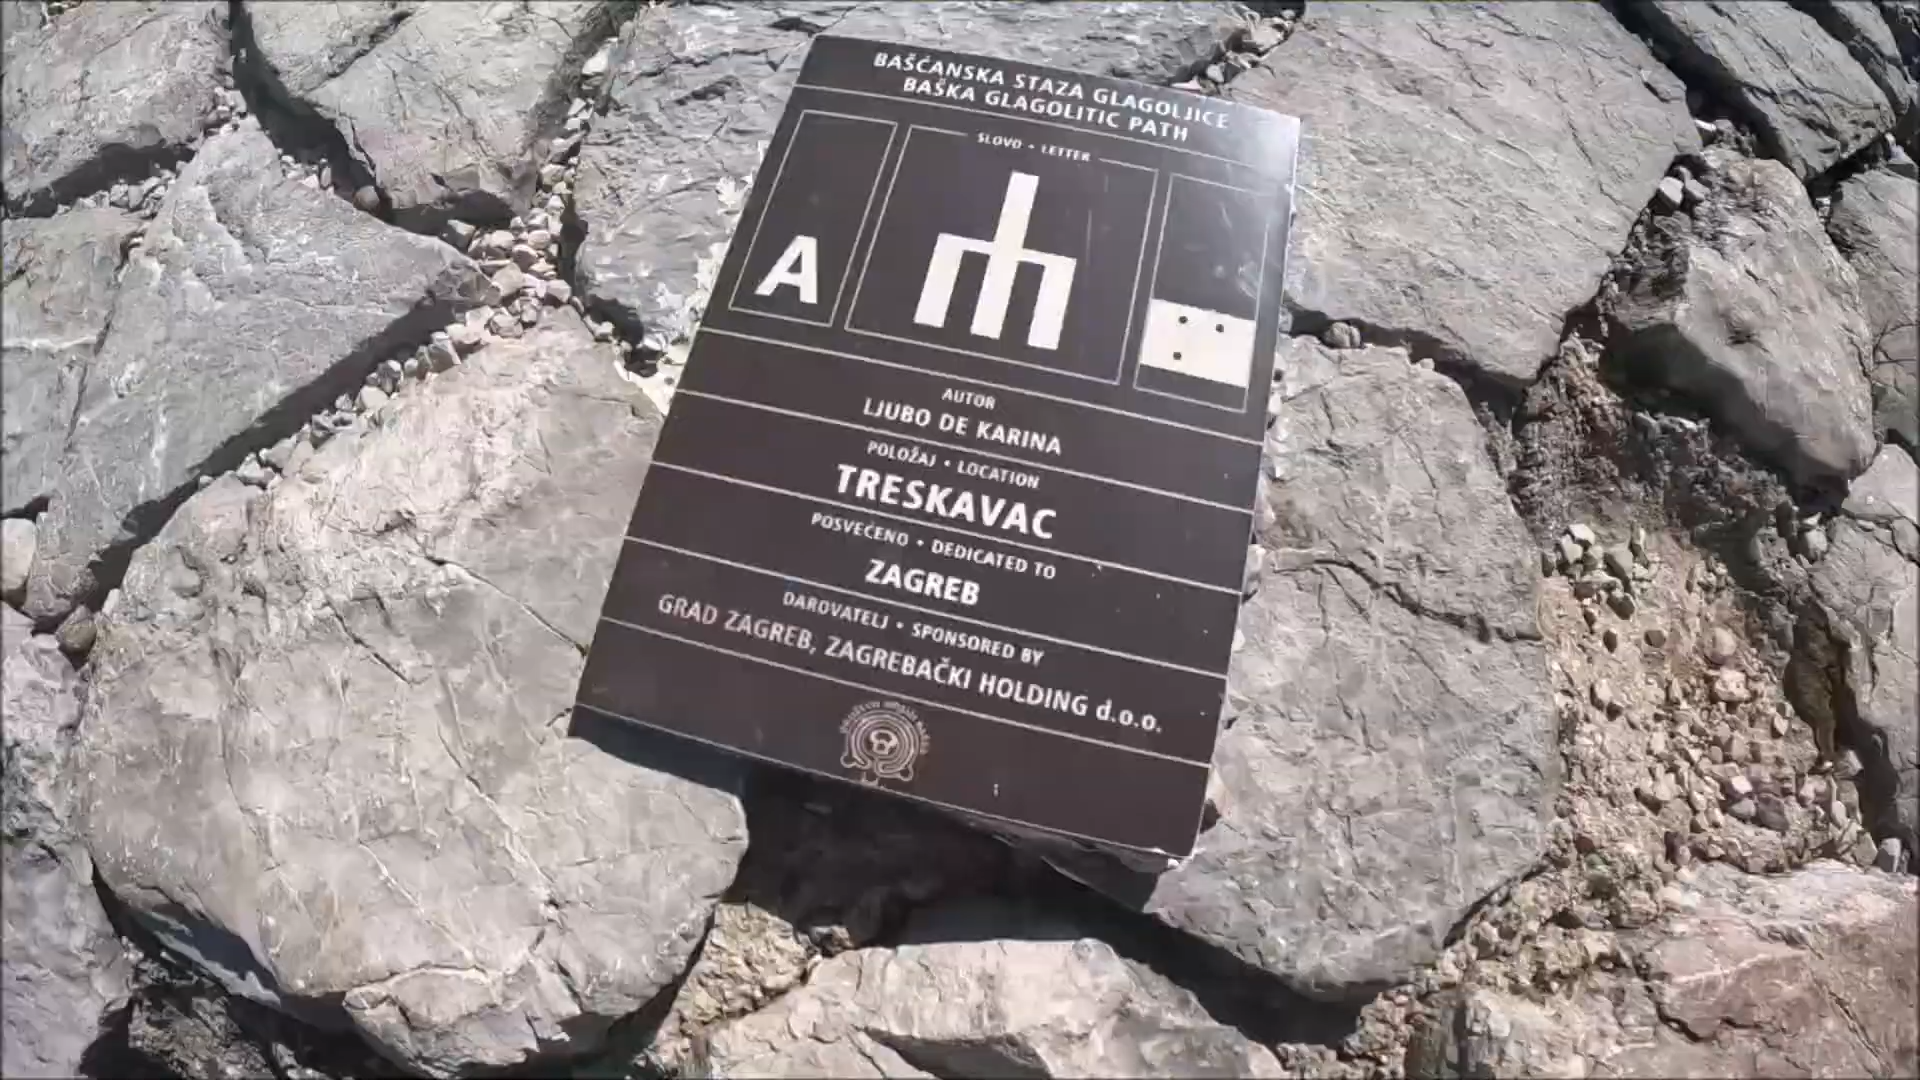 BAŠĆANSKA STAZA GLAGOLJICE
BAŠKA GLAGOLITIC PATH
SLOVO • LETTER
A Ⰰ
AUTOR
LJUBO DE KARINA
POLOŽAJ • LOCATION
TRESKAVAC
POSVEĆENO • DEDICATED TO
ZAGREB
DAROVATELJ • SPONSORED BY
GRAD ZAGREB, ZAGREBAČKI HOLDING d.o.o.